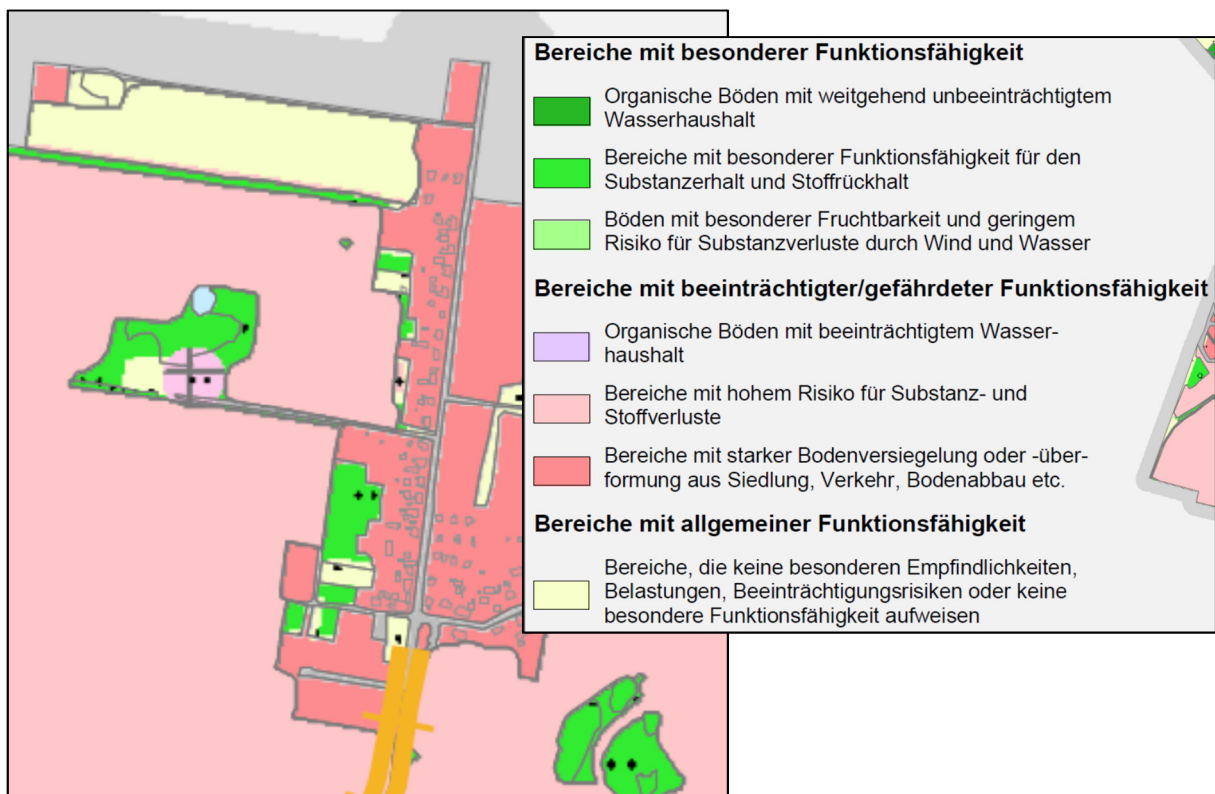 Bereiche mit besonderer Funktionsfähigkeit
Organische Böden mit weitgehend unbeeinträchtigtem
Wasserhaushalt
Bereiche mit besonderer Funktionsfähigkeit für den
Substanzerhalt und Stoffrückhalt
Böden mit besonderer Fruchtbarkeit und geringem
Risiko für Substanzverluste durch Wind und Wasser
Bereiche mit beeinträchtigter/gefährdeter Funktionsfähigkeit
Organische Böden mit beeinträchtigtem Wasser-
haushalt
Bereiche mit hohem Risiko für Substanz- und
Stoffverluste
Bereiche mit starker Bodenversiegelung oder -über-
formung aus Siedlung, Verkehr, Bodenabbau etc.
Bereiche mit allgemeiner Funktionsfähigkeit
Bereiche, die keine besonderen Empfindlichkeiten,
Belastungen, Beeinträchtigungsrisiken oder keine
besondere Funktionsfähigkeit aufweisen